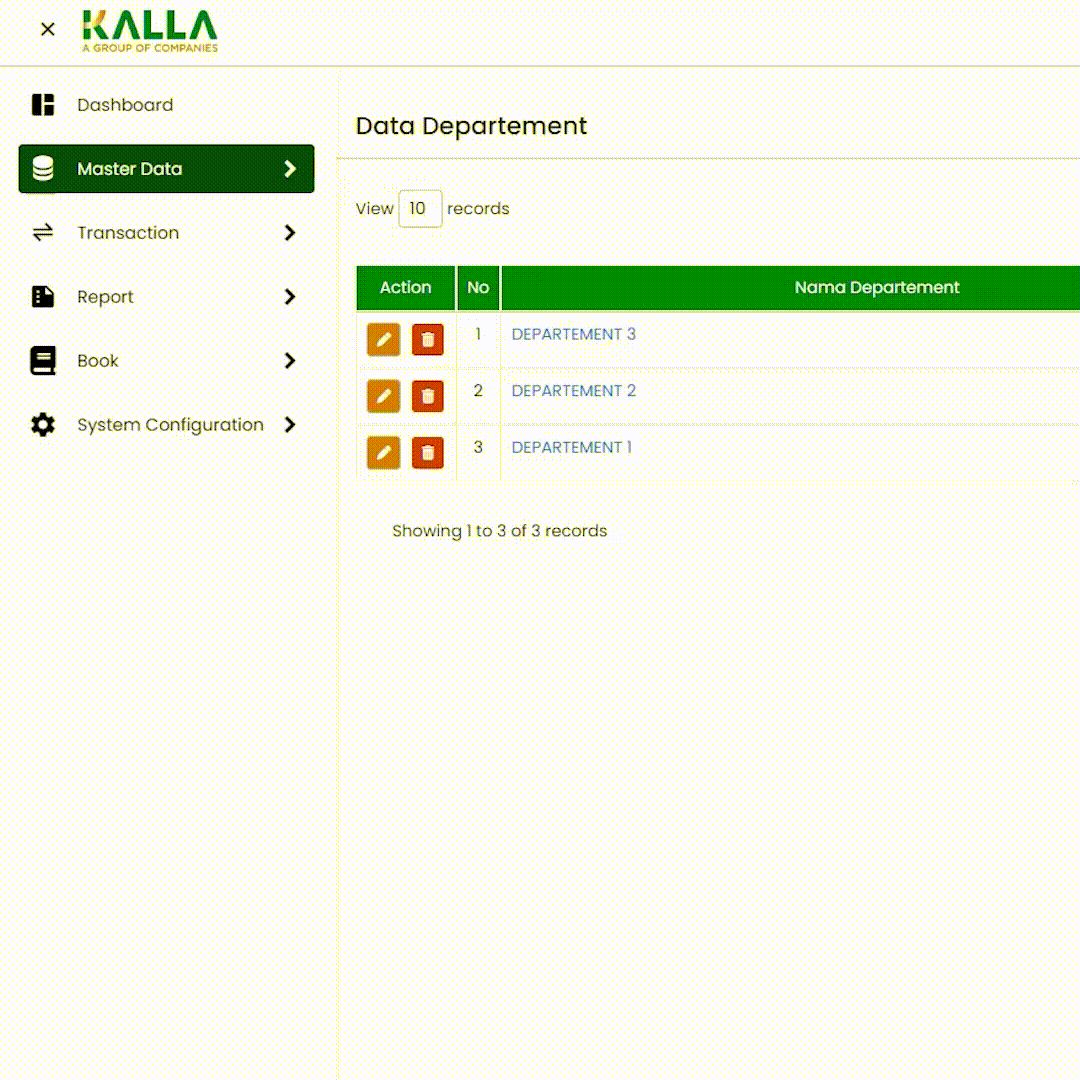 KALLA
A GROUP OF COMPANIES
Dashboard
Master Data
Transaction
Report
Book
System Configuration
Data Departement
View 10 records
Action No Nama Departement
1 DEPARTEMENT 3
2 DEPARTEMENT 2
3 DEPARTEMENT 1
Showing 1 to 3 of 3 records